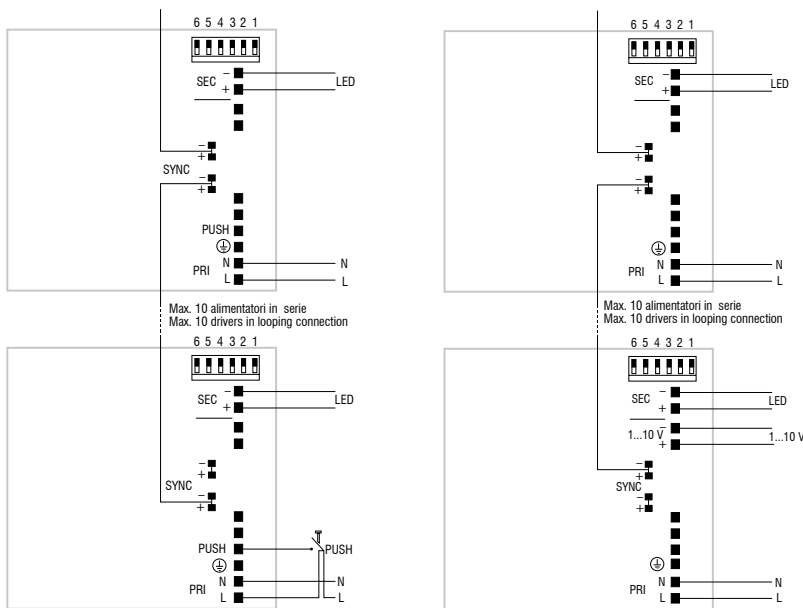 6 5 4 3 2 1
SEC
−
+
LED
−
+
SYNC
−
+
PUSH
PRI
N
L
N
L
Max. 10 alimentatori in serie
Max. 10 drivers in looping connection
6 5 4 3 2 1
SEC
−
+
LED
−
+
SYNC
−
+
PUSH
PUSH
PRI
N
L
N
L
6 5 4 3 2 1
SEC
−
+
LED
−
+
−
+
PRI
N
L
N
L
Max. 10 alimentatori in serie
Max. 10 drivers in looping connection
6 5 4 3 2 1
SEC
−
+
LED
1...10 V
−
+
1...10 V
−
+
SYNC
−
+
PRI
N
L
N
L